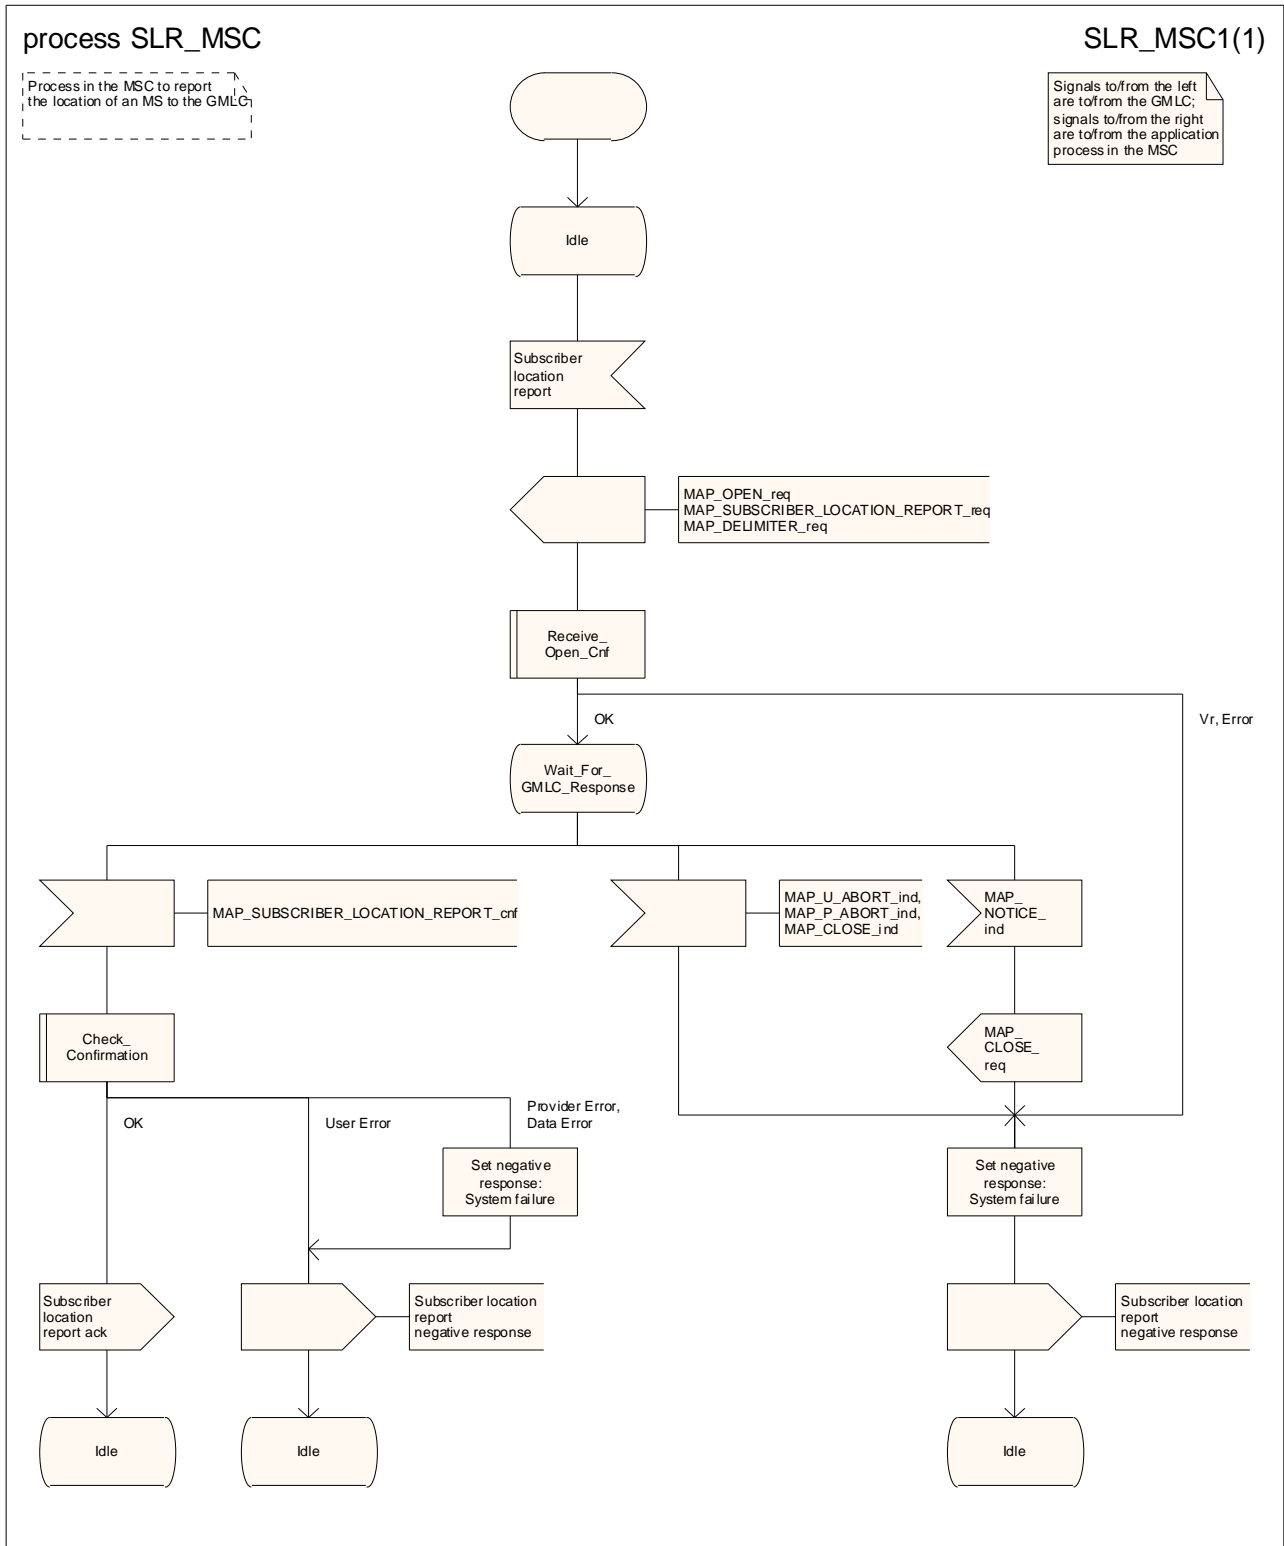 process SLR_MSC
SLR_MSC1(1)
Process in the MSC to report
the location of an MS to the GMLC
Signals to/from the left
are to/from the GMLC;
signals to/from the right
are to/from the application
process in the MSC
Idle
Subscriber
location
report
MAP_OPEN_req
MAP_SUBSCRIBER_LOCATION_REPORT_req
MAP_DELIMITER_req
Receive_
Open_Cnf
OK
Vr, Error
Wait_For_
GMLC_Response
MAP_SUBSCRIBER_LOCATION_REPORT_cnf
MAP_U_ABORT_ind,
MAP_P_ABORT_ind,
MAP_CLOSE_ind
MAP_
NOTICE_
ind
Check_
Confirmation
MAP_
CLOSE_
req
OK
User Error
Provider Error,
Data Error
Set negative
response:
System failure
Set negative
response:
System failure
Subscriber
location
report ack
Subscriber location
report
negative response
Subscriber location
report
negative response
Idle
Idle
Idle